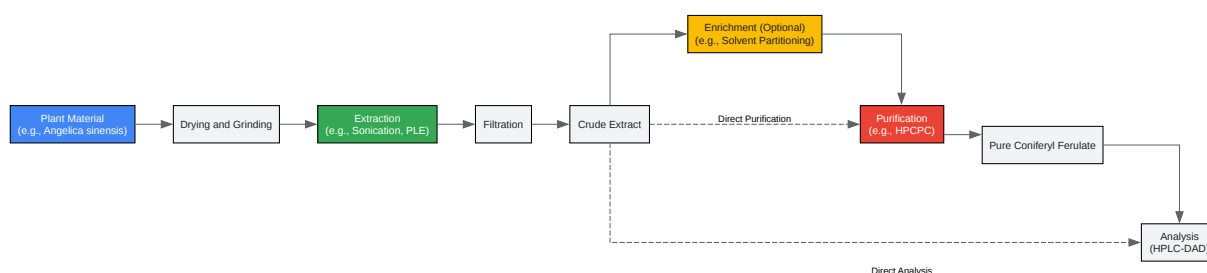 Enrichment (Optional)
(e.g., Solvent Partitioning)
Plant Material
(e.g., Angelica sinensis)
Drying and Grinding
Extraction
(e.g., Sonication, PLE)
Filtration
Crude Extract
Direct Purification
Purification
(e.g., HPCPC)
Pure Coniferyl Ferulate
Analysis
(HPLC-DAD)
Direct Analysis